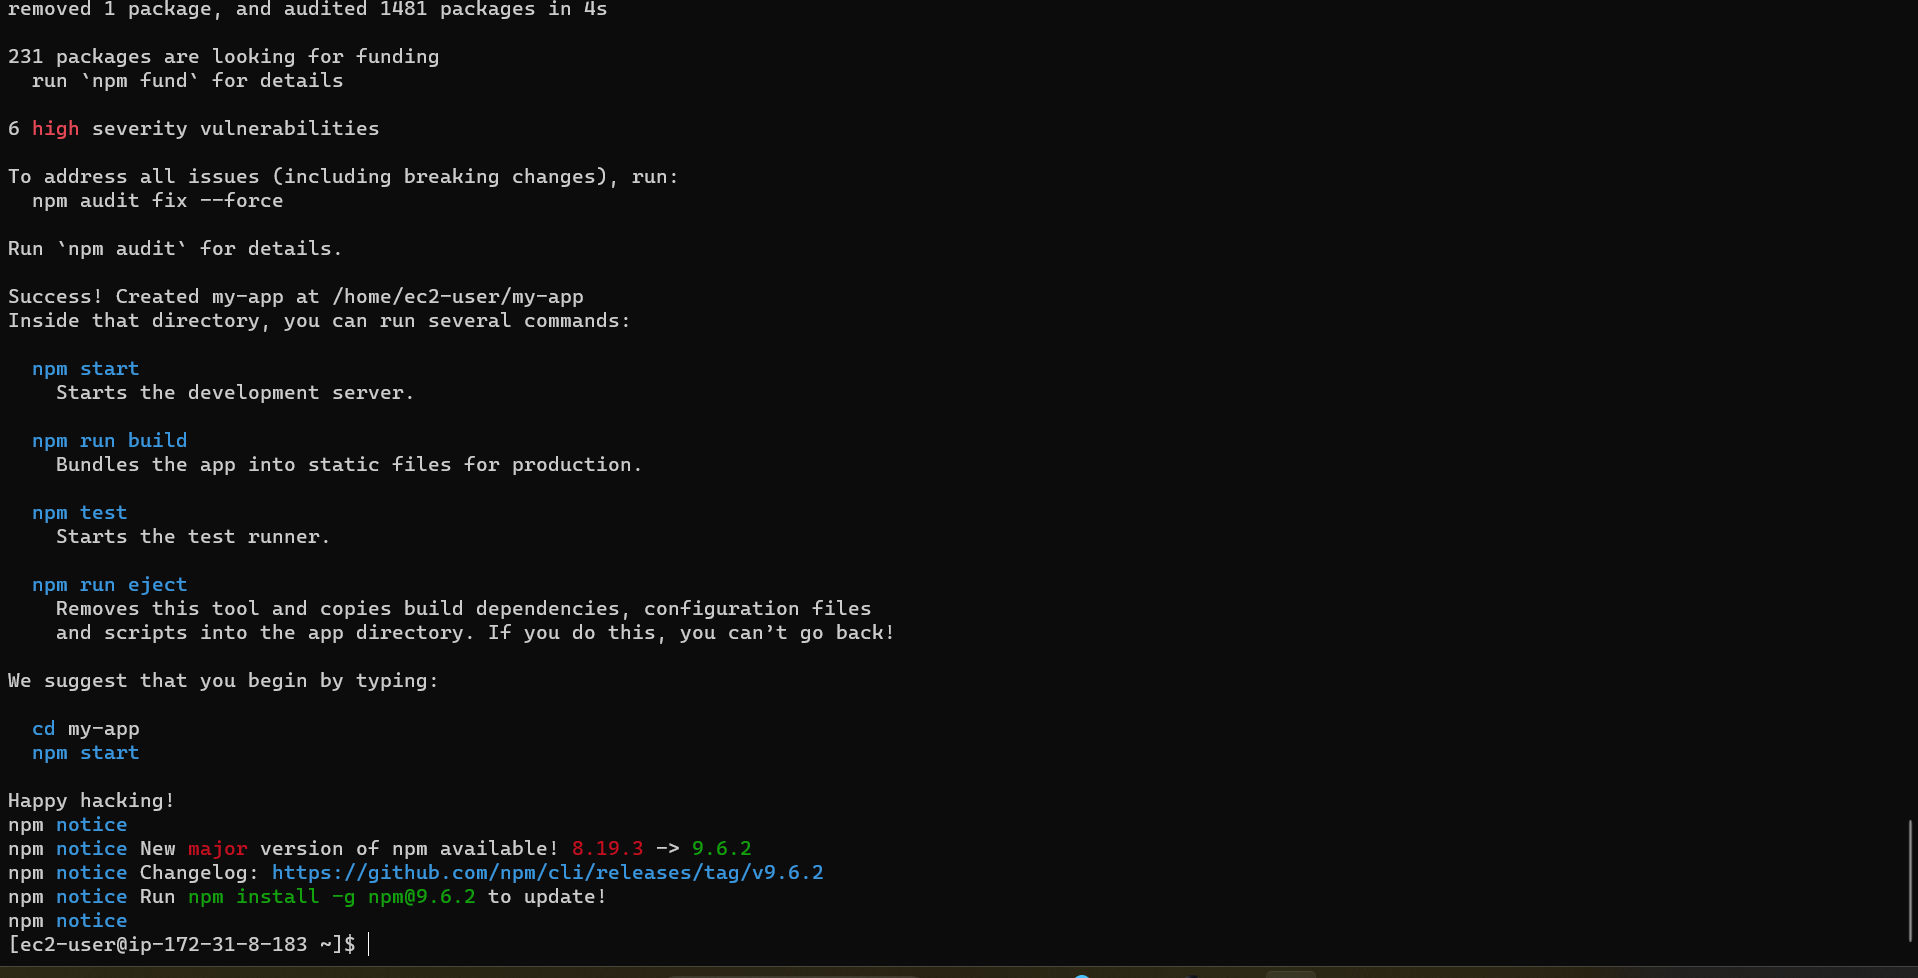 removed 1 package, and audited 1481 packages in 4s
231 packages are looking for funding
run `npm fund` for details
6 high severity vulnerabilities
To address all issues (including breaking changes), run:
npm audit fix --force
Run `npm audit` for details.
Success! Created my-app at /home/ec2-user/my-app
Inside that directory, you can run several commands:
npm start
Starts the development server.
npm run build
Bundles the app into static files for production.
npm test
Starts the test runner.
npm run eject
Removes this tool and copies build dependencies, configuration files
and scripts into the app directory. If you do this, you can’t go back!
We suggest that you begin by typing:
cd my-app
npm start
Happy hacking!
npm notice
npm notice New major version of npm available! 8.19.3 -> 9.6.2
npm notice Changelog: https://github.com/npm/cli/releases/tag/v9.6.2
npm notice Run npm install -g npm@9.6.2 to update!
npm notice
[ec2-user@ip-172-31-8-183 ~]$